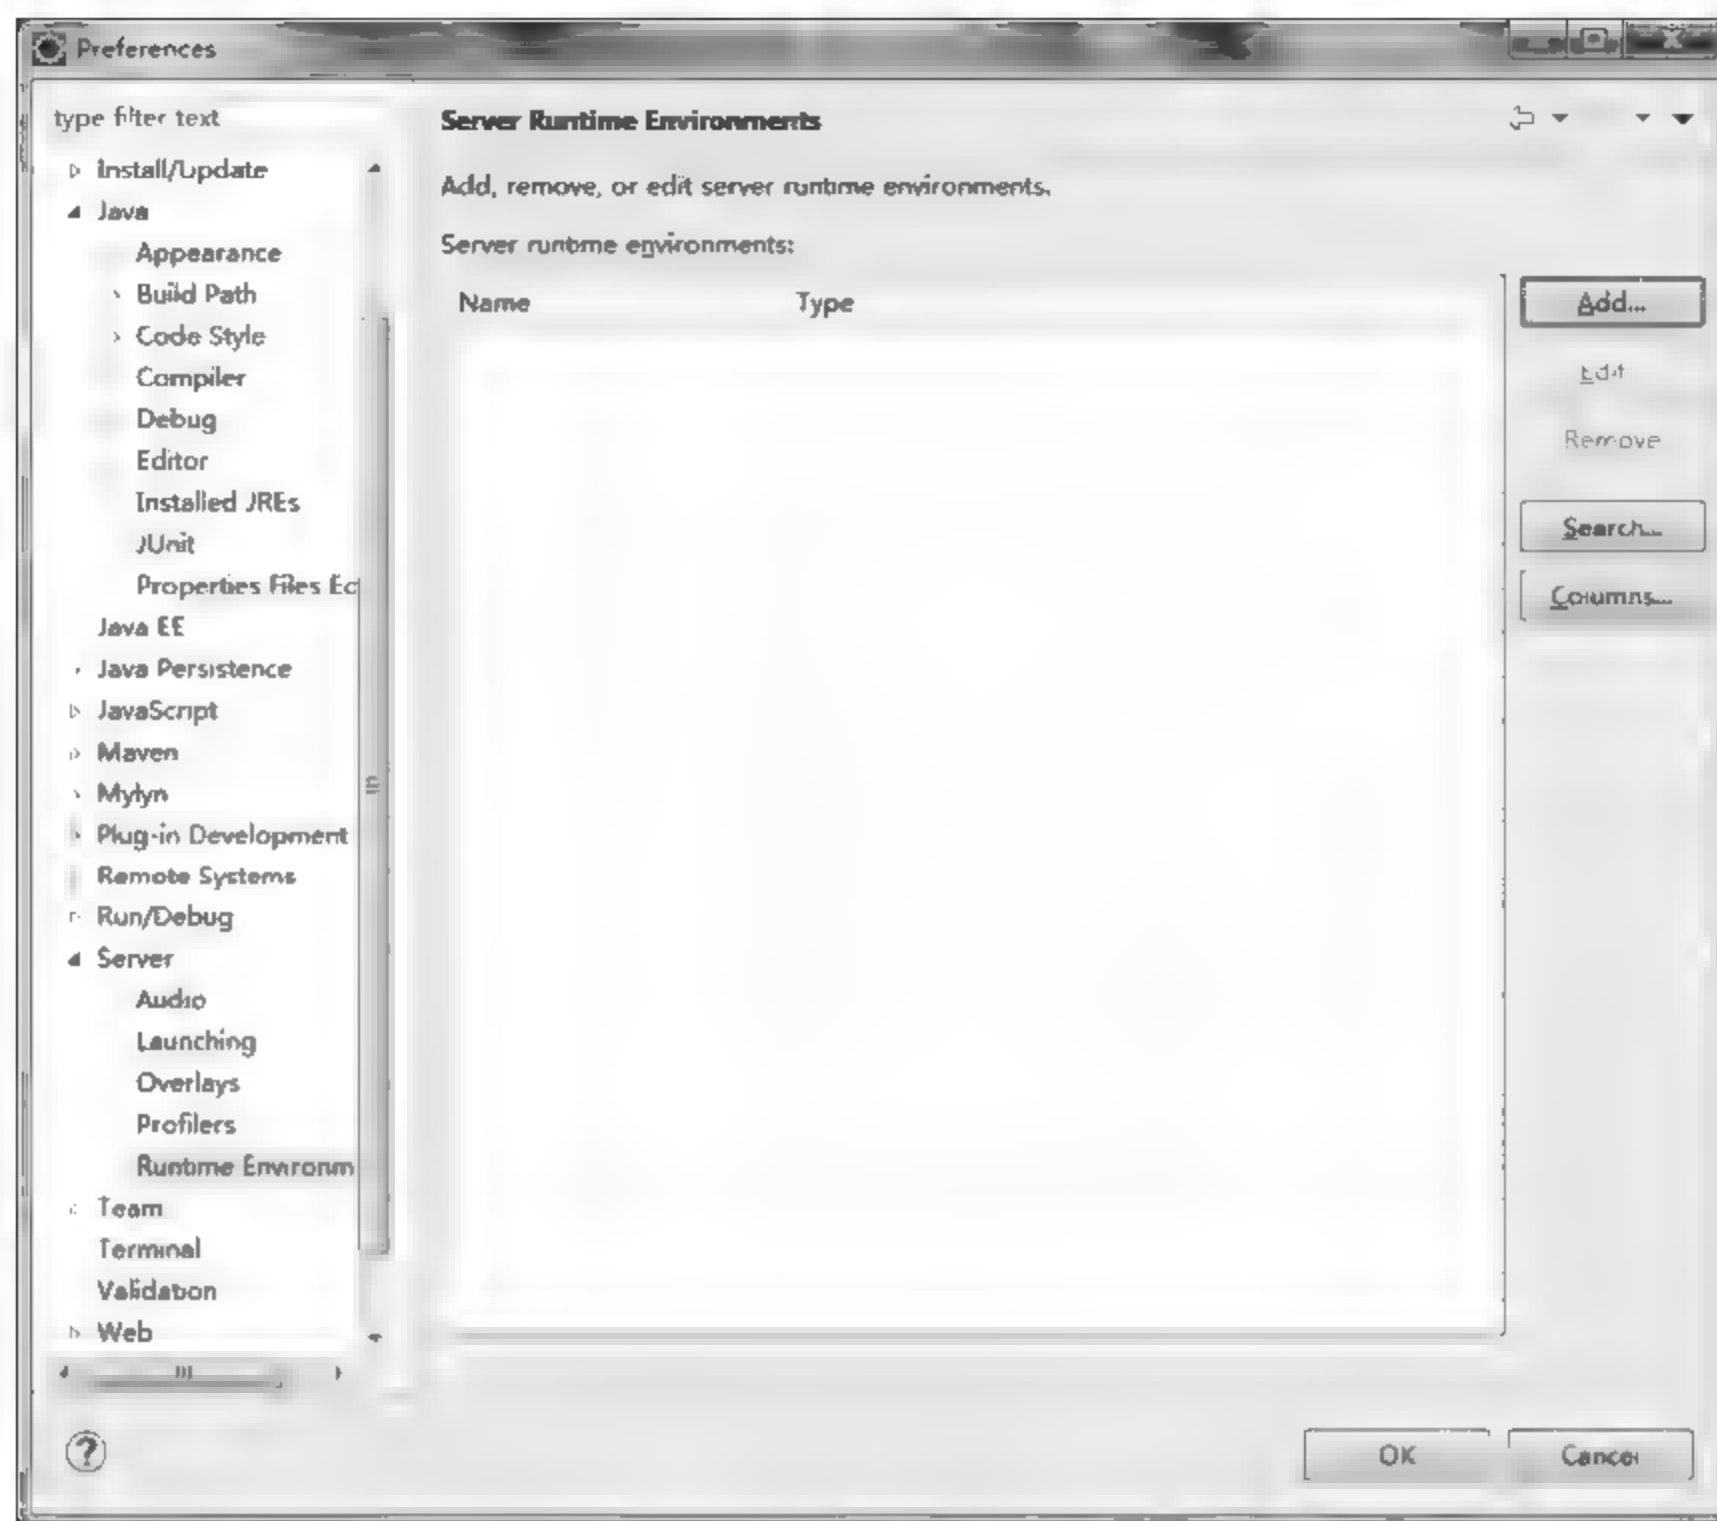 Preferences
type filter text
Install/Update
Java
Appearance
Build Path
Code Style
Compiler
Debug
Editor
Installed JREs
JUnit
Properties Files Ed
Java EE
Java Persistence
JavaScript
Maven
Mylyn
Plug-in Development
Remote Systems
Run/Debug
Server
Audio
Launching
Overlays
Profilers
Runtime Environm
Team
Terminal
Validation
Web
Server Runtime Environments
Add, remove, or edit server runtime environments.
Server runtime environments:
Name Type
Add...
Edit
Remove
Search...
Columns...
OK Cancel